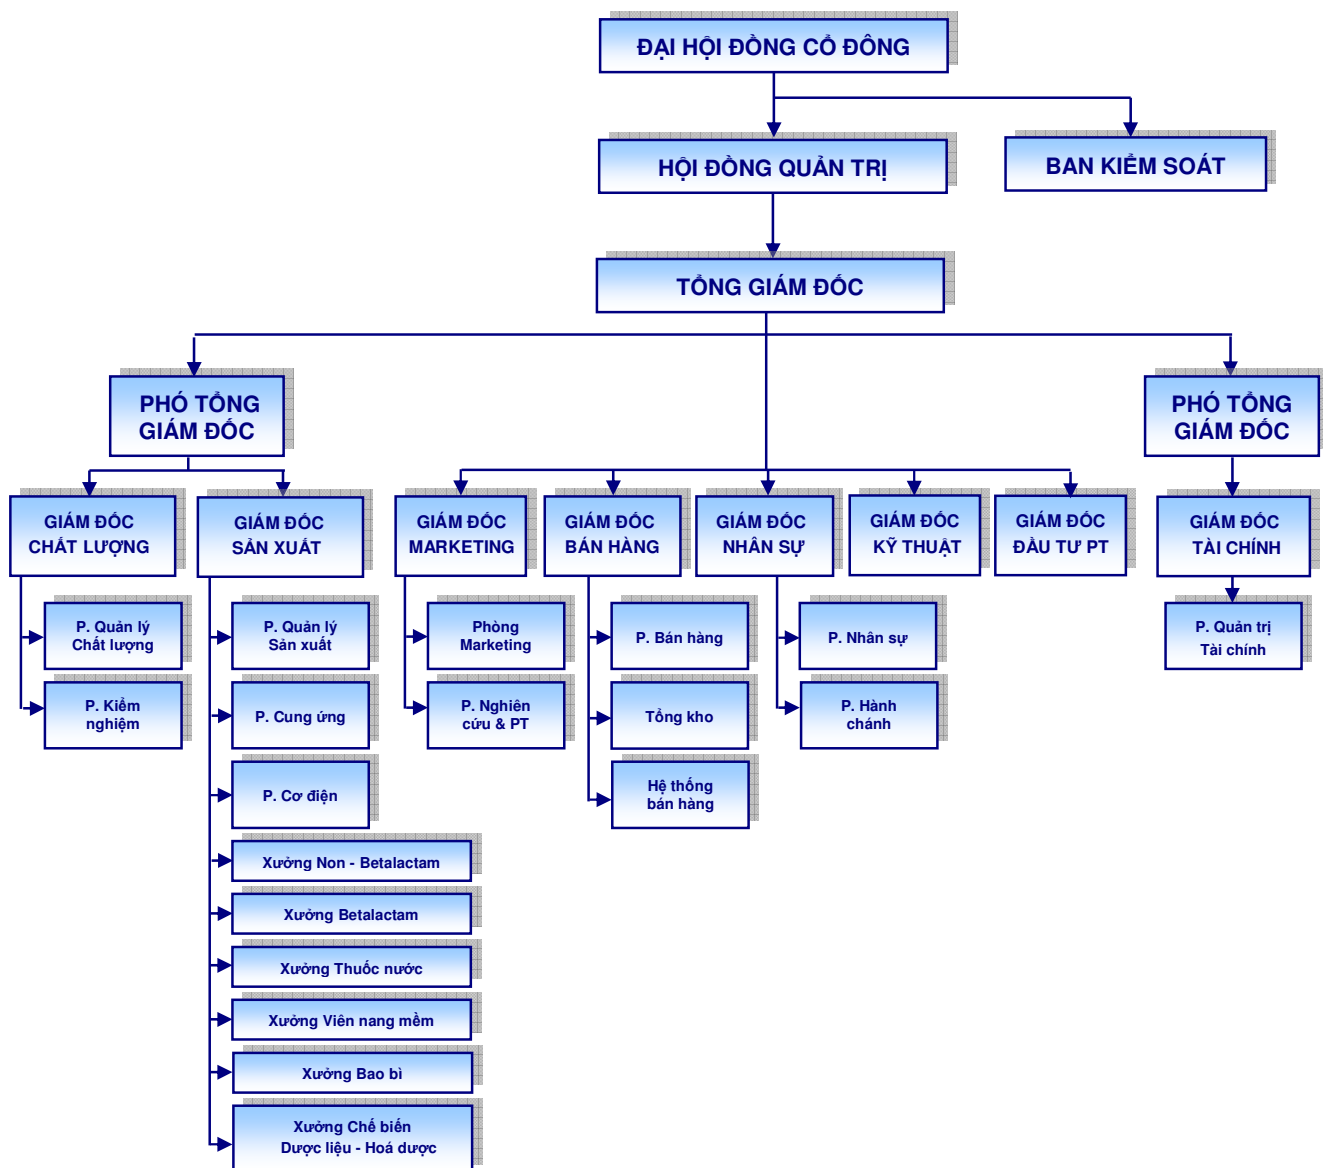 ĐẠI HỘI ĐỒNG CỔ ĐÔNG
HỘI ĐỒNG QUẢN TRỊ
BAN KIỂM SOÁT
TỔNG GIÁM ĐỐC
PHÓ TỔNG
GIÁM ĐỐC
PHÓ TỔNG
GIÁM ĐỐC
GIÁM ĐỐC
CHẤT LƯỢNG
GIÁM ĐỐC
SẢN XUẤT
GIÁM ĐỐC
MARKETING
GIÁM ĐỐC
BÁN HÀNG
GIÁM ĐỐC
NHÂN SỰ
GIÁM ĐỐC
KỸ THUẬT
GIÁM ĐỐC
ĐẦU TƯ PT
GIÁM ĐỐC
TÀI CHÍNH
P. Quản lý
Chất lượng
P. Kiểm
nghiệm
P. Quản lý
Sản xuất
P. Cung ứng
P. Cơ điện
Xưởng Non - Betalactam
Xưởng Betalactam
Xưởng Thuốc nước
Xưởng Viên nang mềm
Xưởng Bao bì
Xưởng Chế biến
Dược liệu - Hoá dược
Phòng
Marketing
P. Nghiên
cứu & PT
P. Bán hàng
Tổng kho
Hệ thống
bán hàng
P. Nhân sự
P. Hành
chánh
P. Quản trị
Tài chính